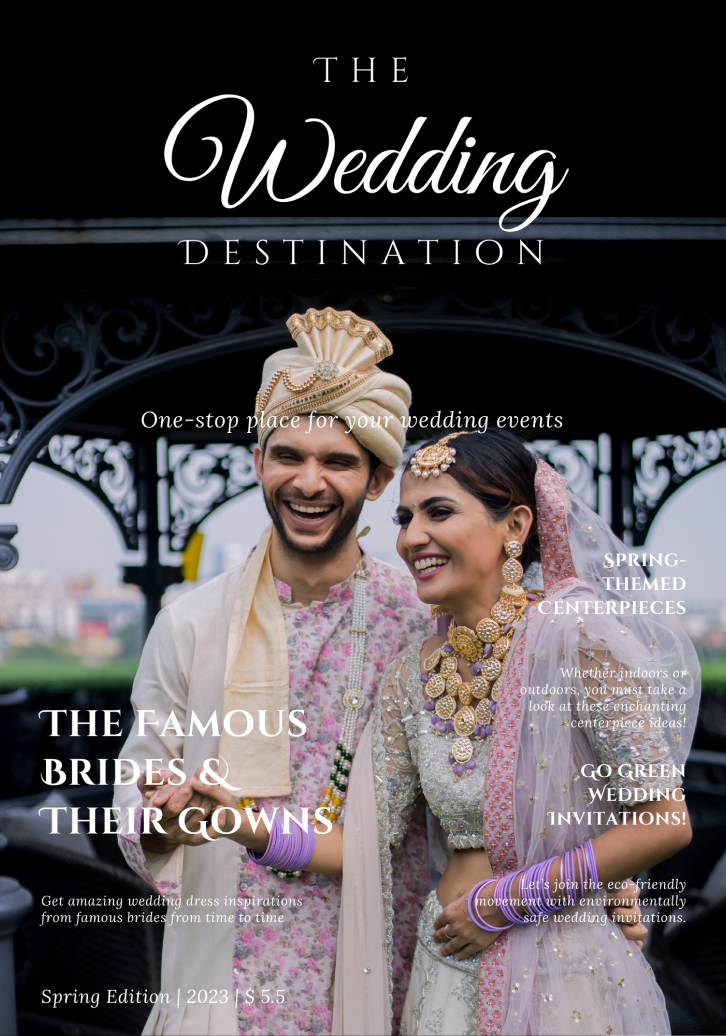 THE
Wedding
DESTINATION
One-stop place for your wedding events
SPRING-
THEMED
CENTERPIECES
Whether indoors or
outdoors, you must take a
look at these enchanting
centerpiece ideas!
THE FAMOUS
BRIDES &
THEIR GOWNS
GO GREEN
WEDDING
INVITATIONS!
Get amazing wedding dress inspirations
from famous brides from time to time
Let's join the eco-friendly
movement with environmentally
safe wedding invitations.
Spring Edition | 2023 | $ 5.5